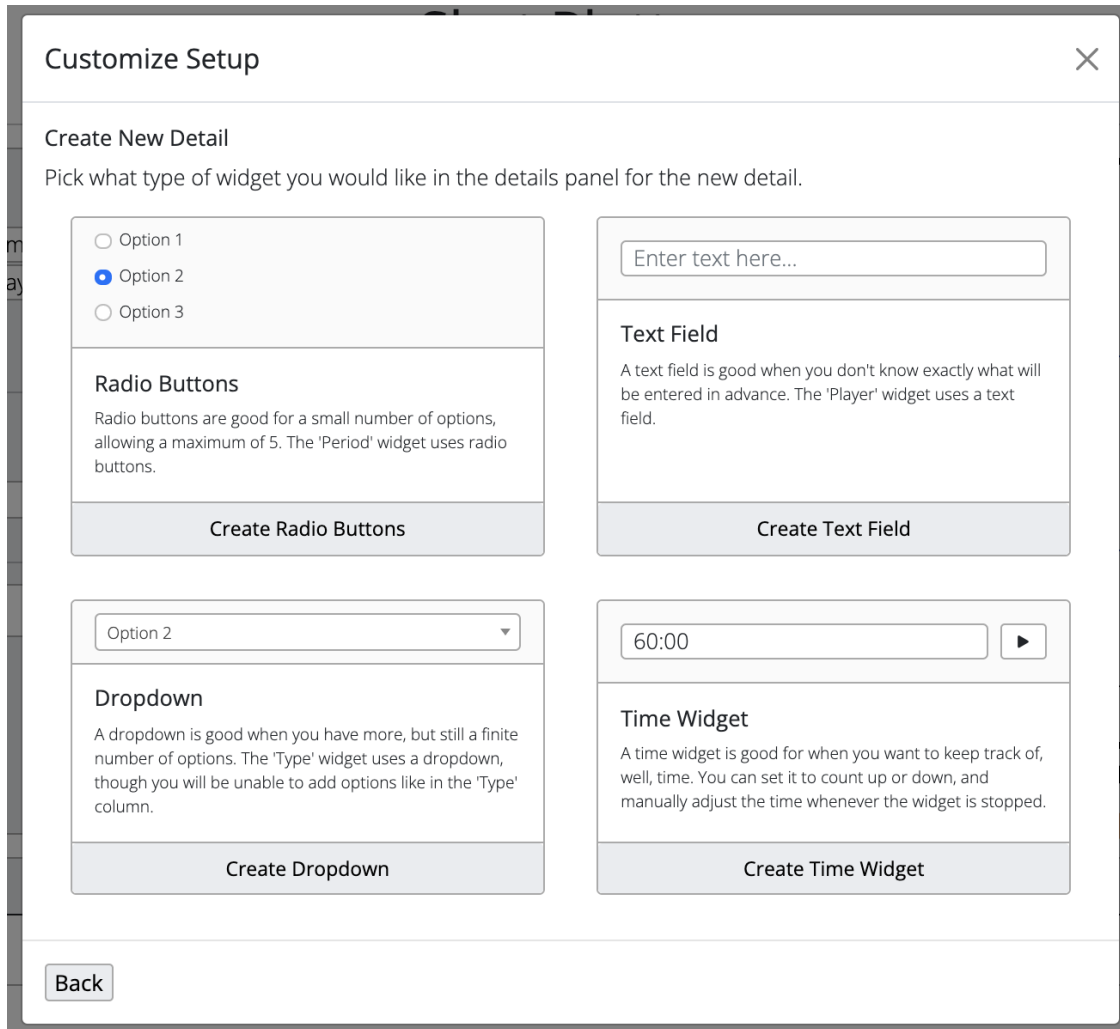 Customize Setup
Create New Detail
Pick what type of widget you would like in the details panel for the new detail.
Option 1
Option 2
Option 3
Radio Buttons
Radio buttons are good for a small number of options,
allowing a maximum of 5. The 'Period' widget uses radio
buttons.
Create Radio Buttons
Enter text here...
Text Field
A text field is good when you don't know exactly what will
be entered in advance. The 'Player' widget uses a text
field.
Create Text Field
Option 2
Dropdown
A dropdown is good when you have more, but still a finite
number of options. The 'Type' widget uses a dropdown,
though you will be unable to add options like in the 'Type'
column.
Create Dropdown
60:00
Time Widget
A time widget is good for when you want to keep track of,
well, time. You can set it to count up or down, and
manually adjust the time whenever the widget is stopped.
Create Time Widget
Back